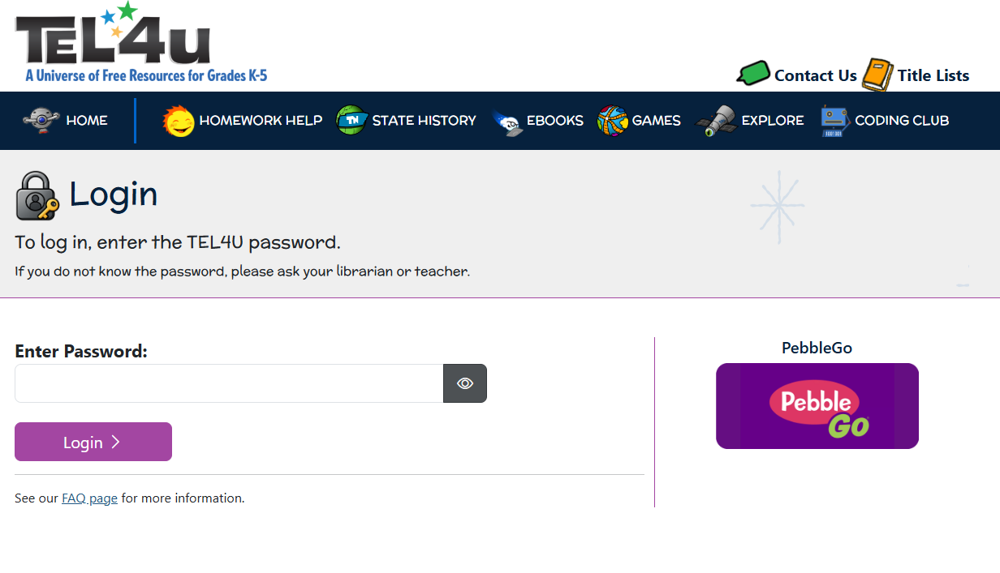 TEL4u
A Universe of Free Resources for Grades K-5
Contact Us
Title Lists
HOME
HOMEWORK HELP
TN
STATE HISTORY
EBOOKS
GAMES
EXPLORE
CODING CLUB
Login
To log in, enter the TEL4U password.
If you do not know the password, please ask your librarian or teacher.
Enter Password:
Login
See our FAQ page for more information.
PebbleGo
Pebble
Go